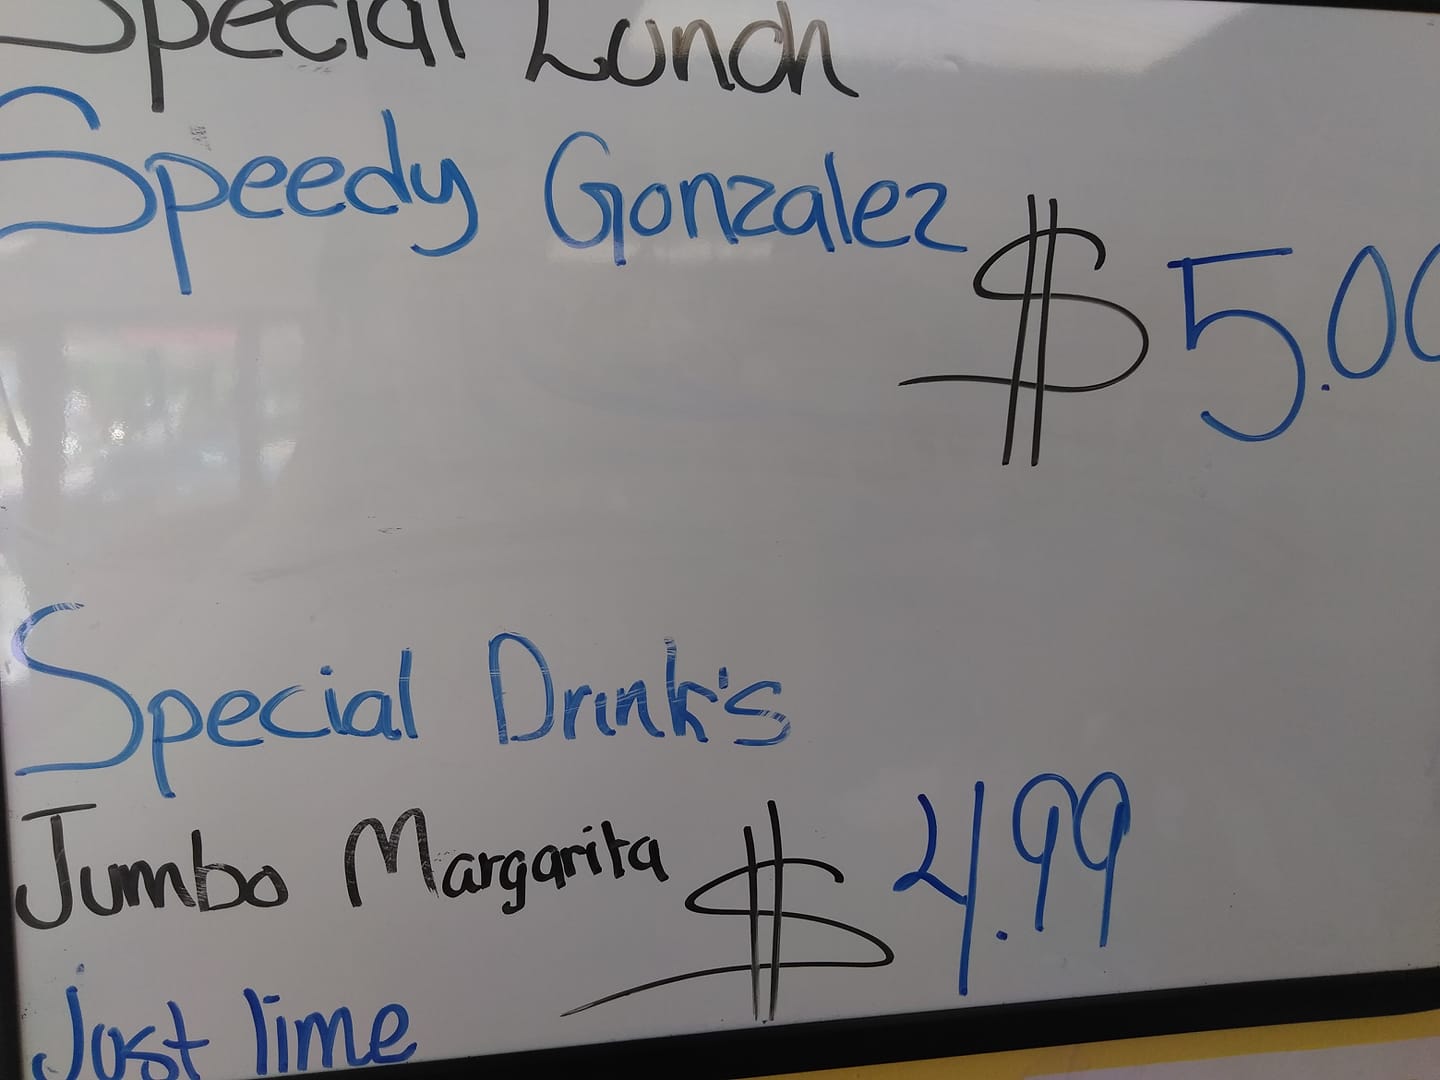 Special Lunch
Speedy Gonzalez
$5.00
Special Drink's
Jumbo Margarita $4.99
Just lime